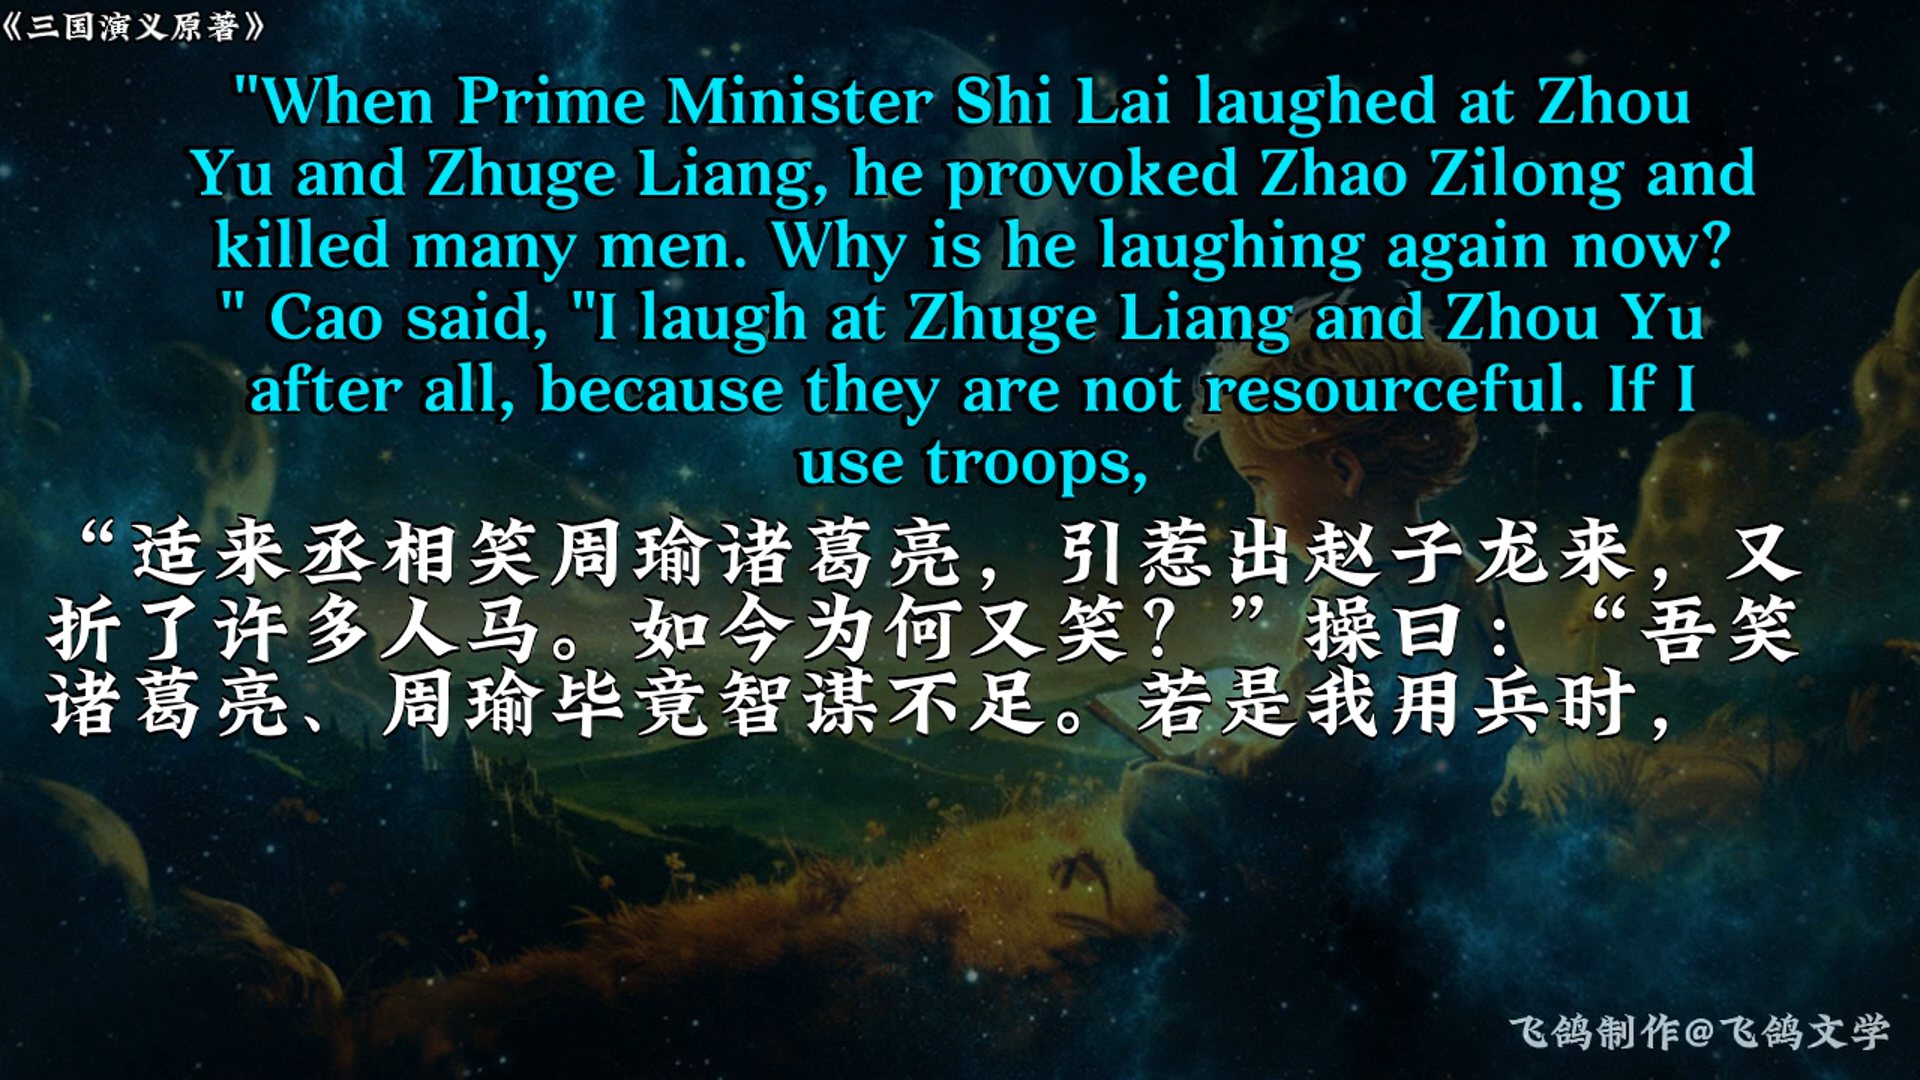 《三国演义原著》
"When Prime Minister Shi Lai laughed at Zhou
Yu and Zhuge Liang, he provoked Zhao Zilong and
killed many men. Why is he laughing again now?
" Cao said, "I laugh at Zhuge Liang and Zhou Yu
after all, because they are not resourceful. If I
use troops,
“适来丞相笑周瑜诸葛亮，引惹出赵子龙来，又
折了许多人马。如今为何又笑？”操曰：“吾笑
诸葛亮、周瑜毕竟智谋不足。若是我用兵时，
飞鸽制作@飞鸽文学